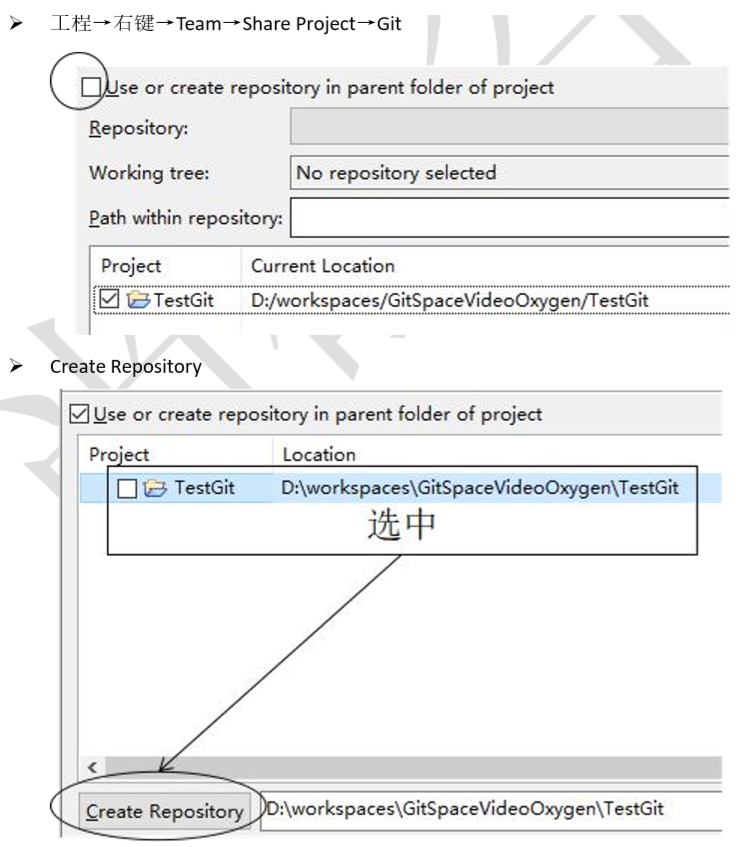 ➢ 工程→右键→Team→Share Project→Git
Use or create repository in parent folder of project
Repository:
Working tree: No repository selected
Path within repository:
Project Current Location
TestGit D:/workspaces/GitSpaceVideoOxygen/TestGit
➢ Create Repository
Use or create repository in parent folder of project
Project Location
TestGit D:\workspaces\GitSpaceVideoOxygen\TestGit
选中
Create Repository D:\workspaces\GitSpaceVideoOxygen\TestGit